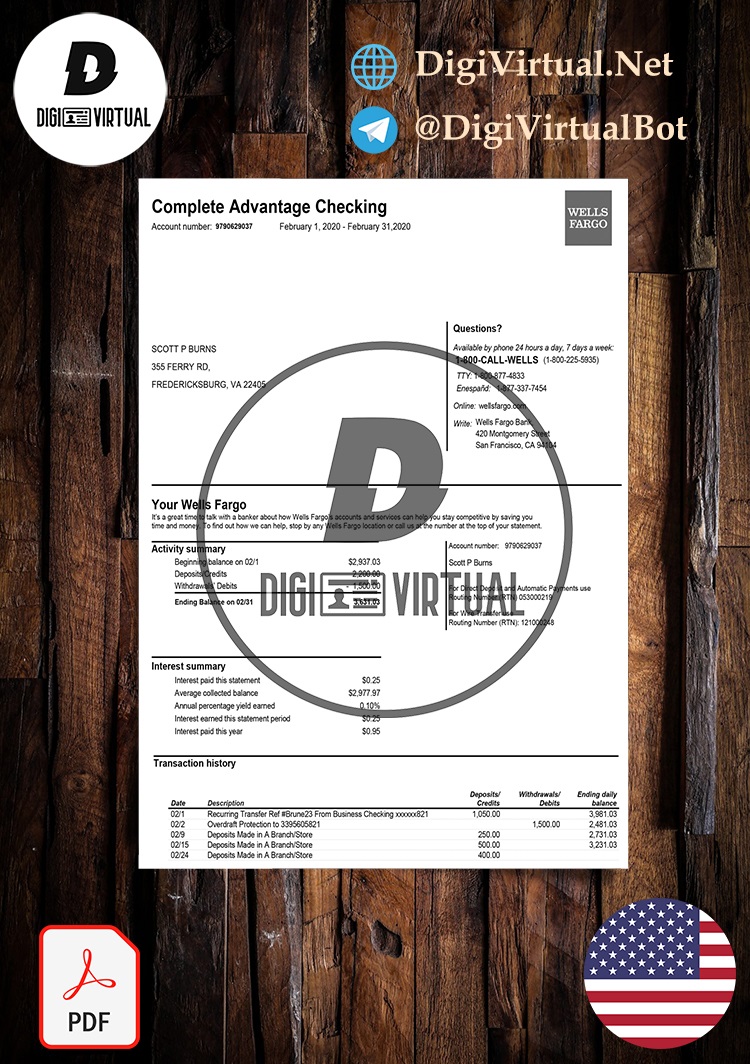 D
DIGI VIRTUAL
DigiVirtual.Net
@DigiVirtualBot
Complete Advantage Checking
Account number: 9790629037 February 1, 2020 - February 31,2020
WELLS
FARGO
SCOTT P BURNS
355 FERRY RD,
FREDERICKSBURG, VA 22405
Questions?
Available by phone 24 hours a day, 7 days a week:
1-800-CALL-WELLS (1-800-225-5935)
TTY: 1-800-877-4833
Enespañd: 1-877-337-7454
Online: wellsfargo.com
Write: Wells Fargo Bank,
420 Montgomery Street
San Francisco, CA 94104
Your Wells Fargo
It's a great time to talk with a banker about how Wells Fargo's accounts and services can help you stay competitive by saving you
time and money. To find out how we can help, stop by any Wells Fargo location or call us at the number at the top of your statement.
Activity summary
Beginning balance on 02/1 $2,937.03
Deposits/Credits 2,200.00
Withdrawals/ Debits - 1,500.00
Ending Balance on 02/31 3,631.03
Account number: 9790629037
Scott P Burns
For Direct Deposit and Automatic Payments use
Routing Number (RTN) 053000219
For Wire Transfer use
Routing Number (RTN): 121000248
D
DIGI VIRTUAL
Interest summary
Interest paid this statement $0.25
Average collected balance $2,977.97
Annual percentage yield earned 0.10%
Interest earned this statement period $0.25
Interest paid this year $0.95
Transaction history
Date Description Deposits/ Credits Withdrawals/ Debits Ending daily balance
02/1 Recurring Transfer Ref #Brune23 From Business Checking xxxxxx821 1,050.00 3,981.03
02/2 Overdraft Protection to 3395605821 1,500.00 2,481.03
02/9 Deposits Made in A Branch/Store 250.00 2,731.03
02/15 Deposits Made in A Branch/Store 500.00 3,231.03
02/24 Deposits Made in A Branch/Store 400.00
PDF